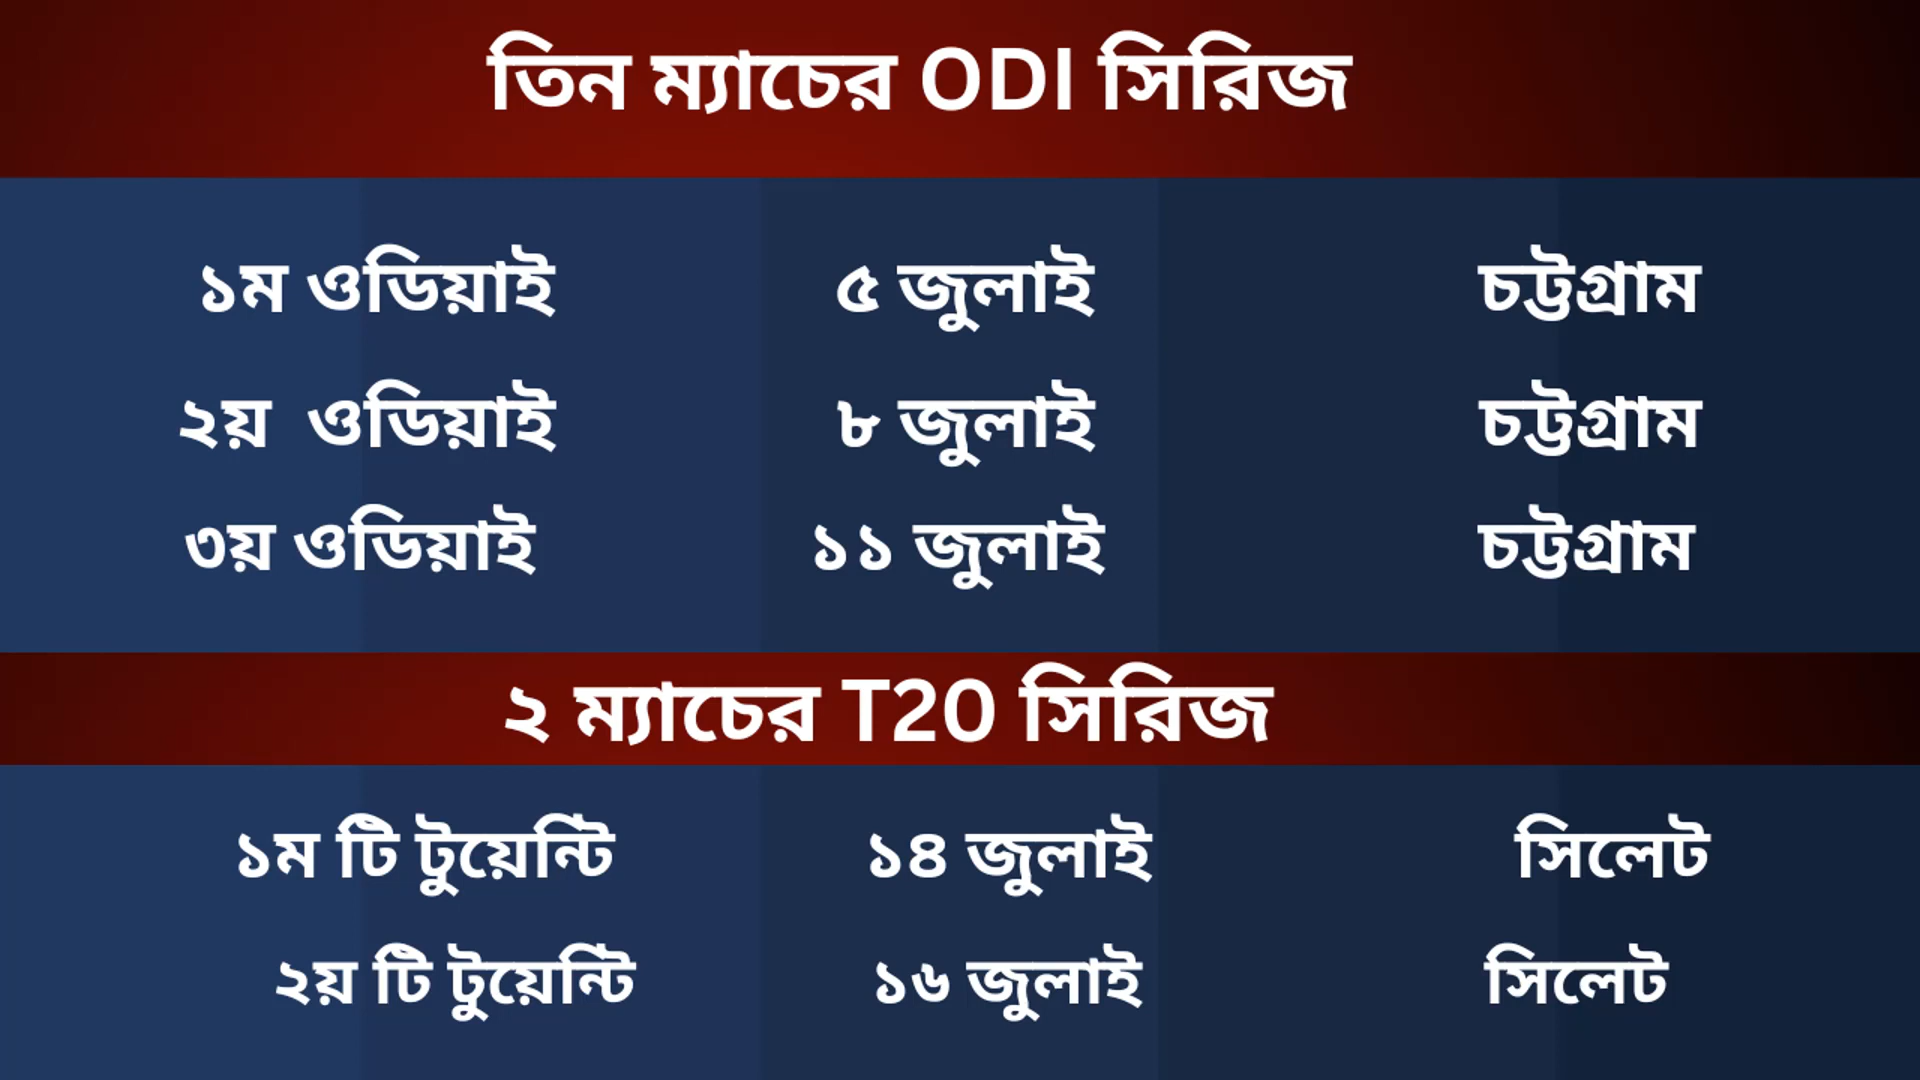 তিন ম্যাচের ODI সিরিজ
১ম ওডিয়াই ৫ জুলাই চট্টগ্রাম
২য় ওডিয়াই ৮ জুলাই চট্টগ্রাম
৩য় ওডিয়াই ১১ জুলাই চট্টগ্রাম
২ ম্যাচের T20 সিরিজ
১ম টি টুয়েন্টি ১৪ জুলাই সিলেট
২য় টি টুয়েন্টি ১৬ জুলাই সিলেট